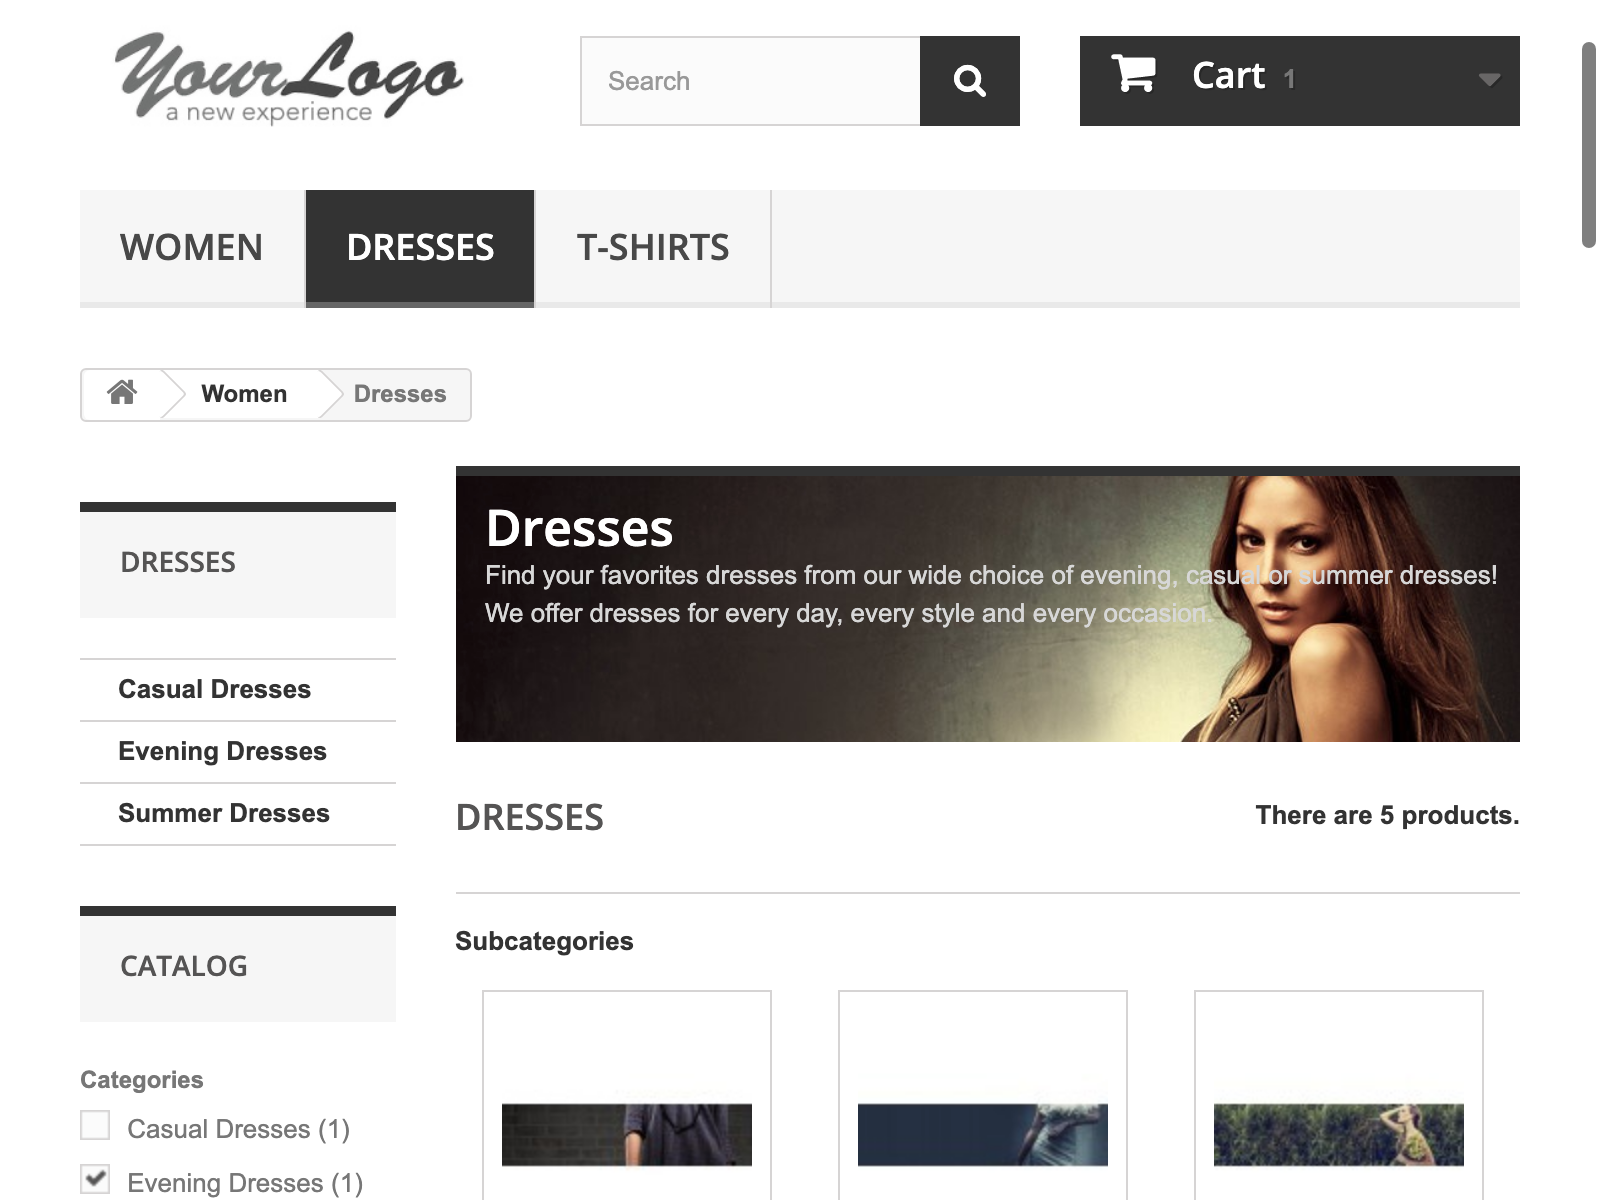 YourLogo
a new experience
Search
Cart 1
WOMEN
DRESSES
T-SHIRTS
Women
Dresses
DRESSES
Casual Dresses
Evening Dresses
Summer Dresses
CATALOG
Categories
Casual Dresses (1)
Evening Dresses (1)
Dresses
Find your favorites dresses from our wide choice of evening, casual or summer dresses!
We offer dresses for every day, every style and every occasion.
DRESSES
There are 5 products.
Subcategories